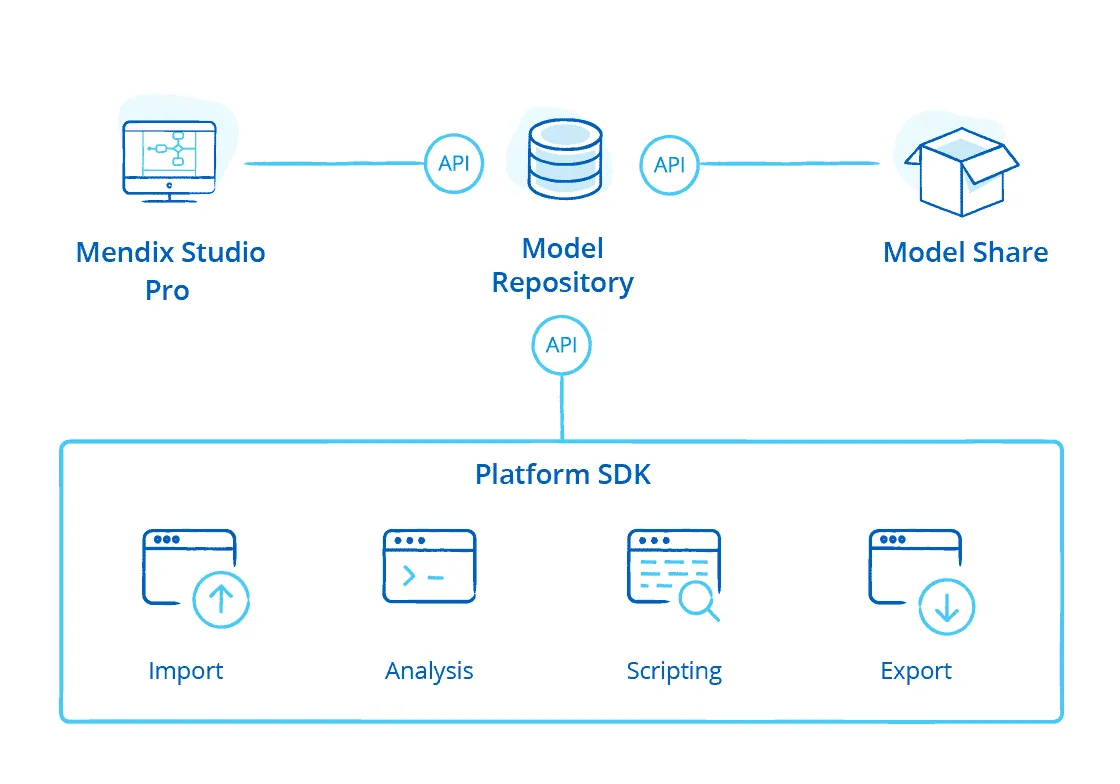 API
API
Mendix Studio
Pro
Model
Repository
Model Share
API
Platform SDK
Import
Analysis
Scripting
Export